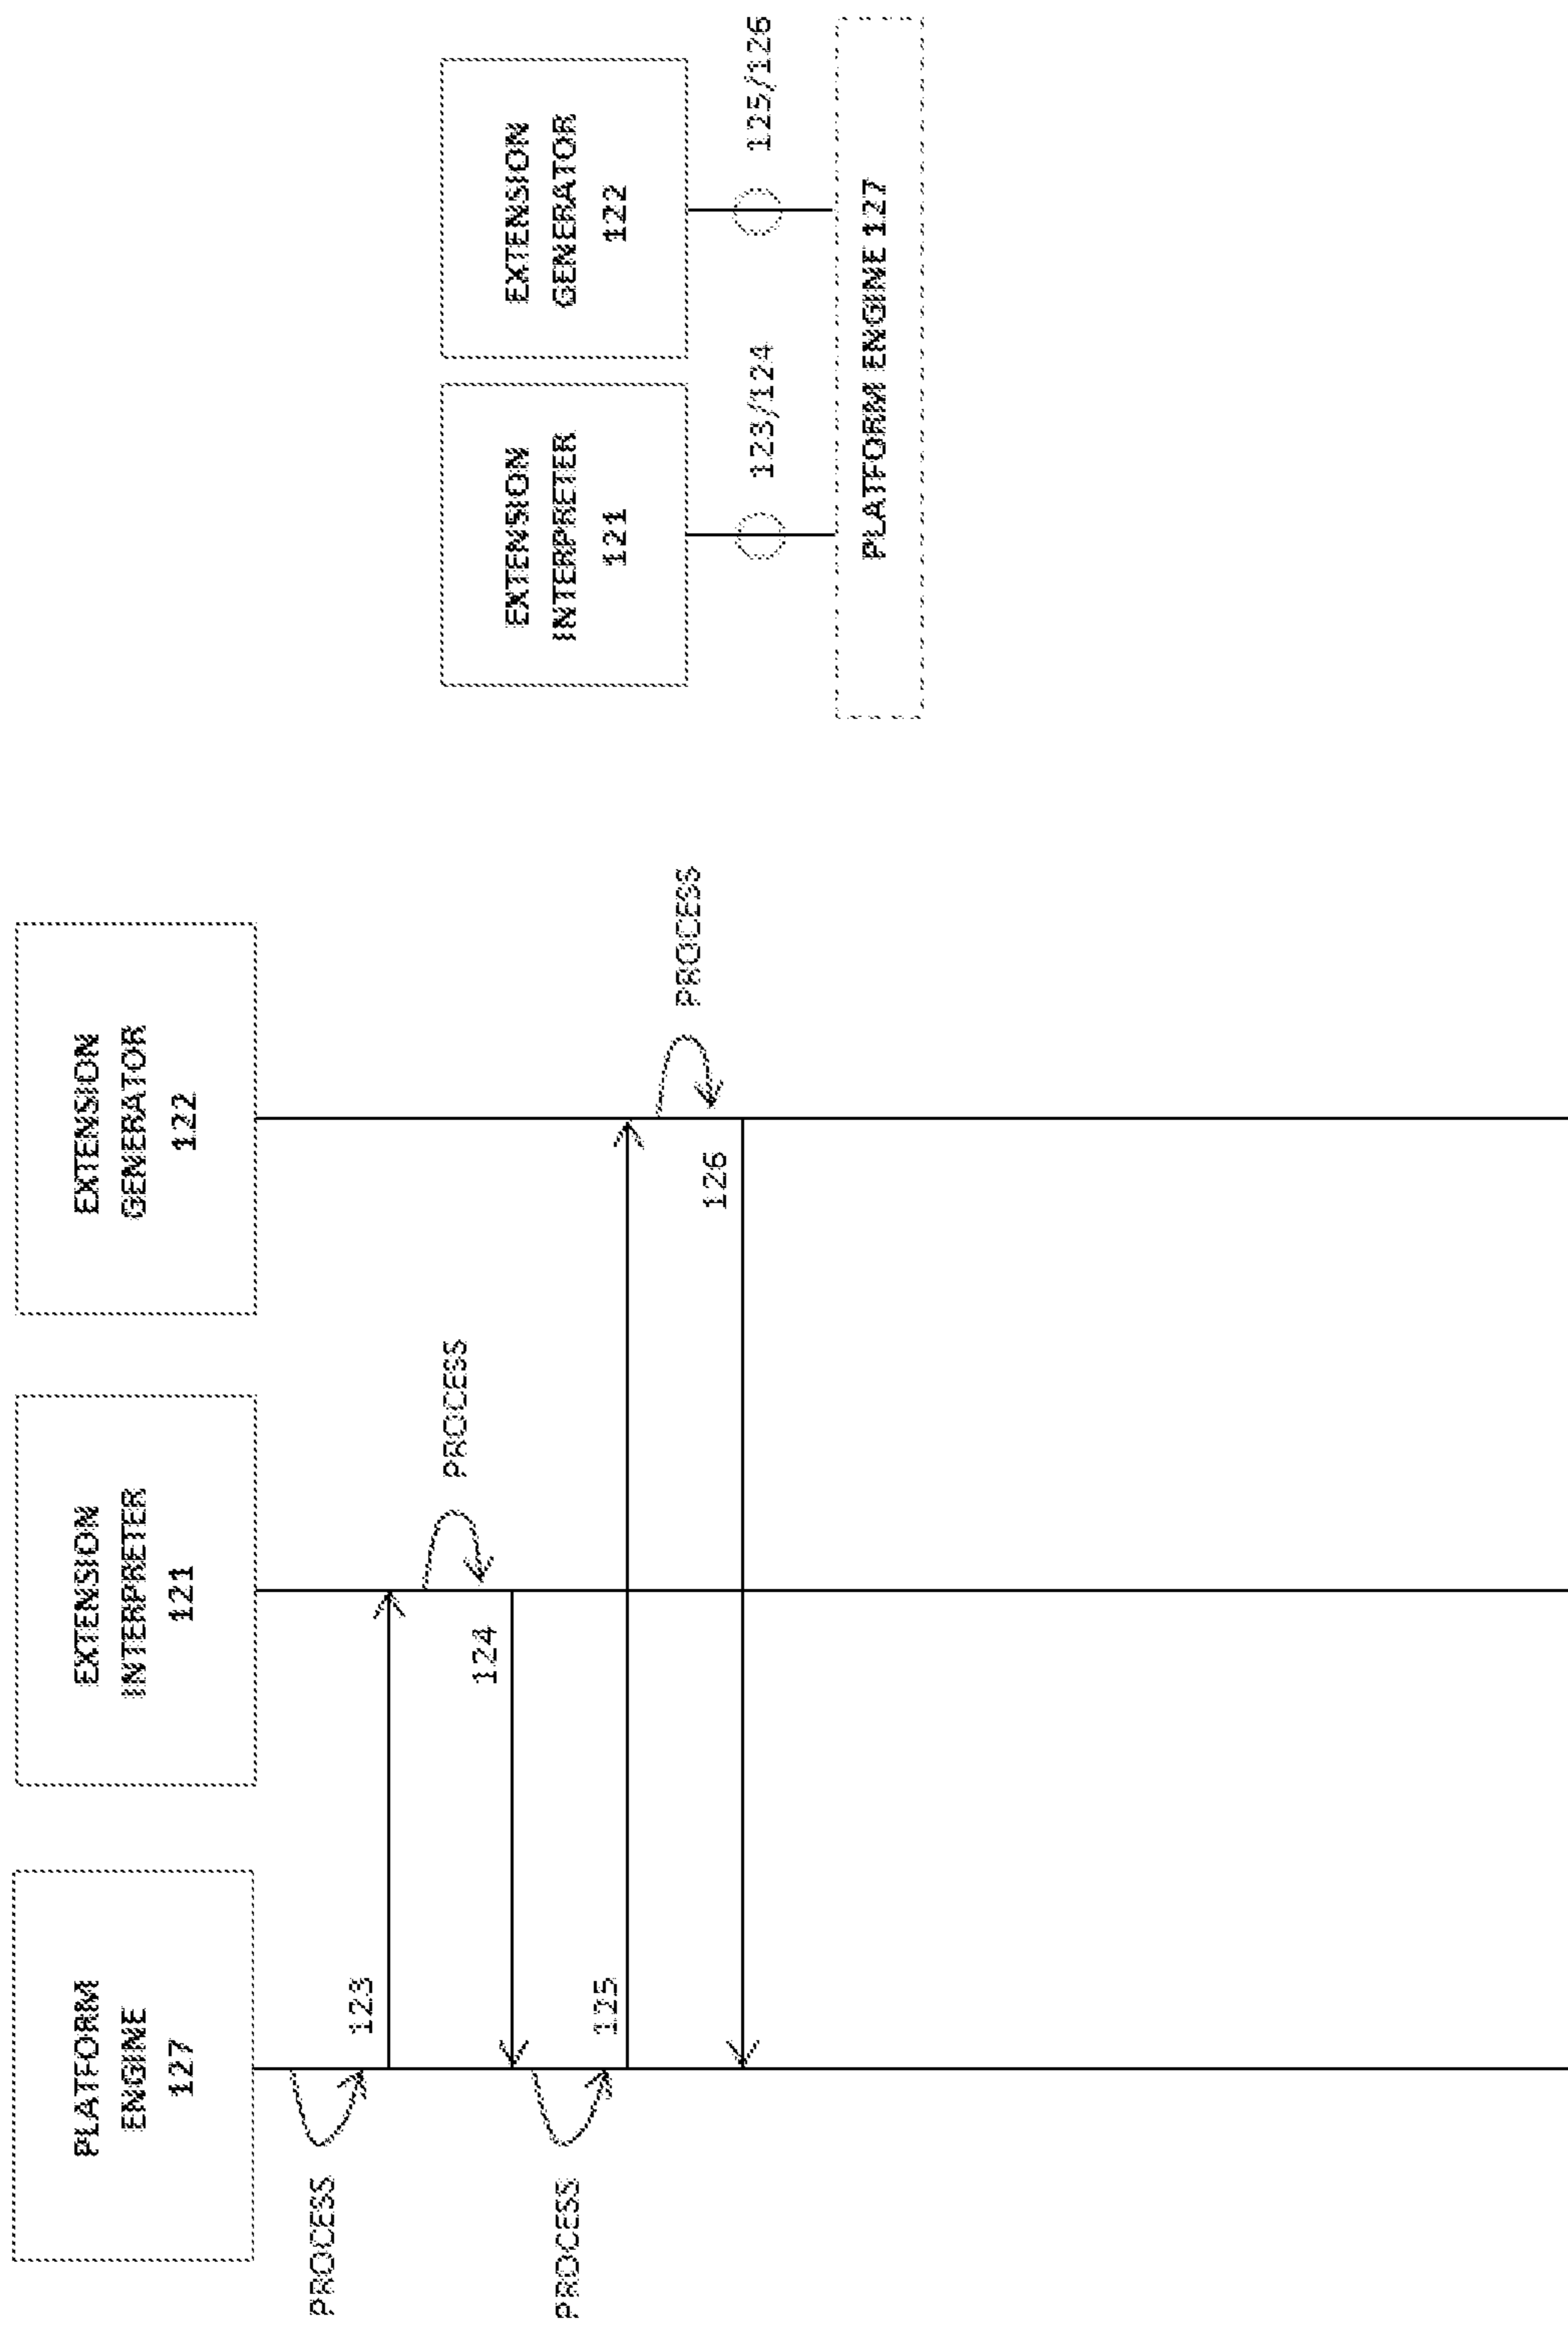 PLATFORM
ENGINE
127
EXTENSION
INTERPRETER
121
EXTENSION
GENERATOR
122
PROCESS
123
PROCESS
124
PROCESS
125
PROCESS
126
EXTENSION
INTERPRETER
121
EXTENSION
GENERATOR
122
123/124
125/126
PLATFORM ENGINE 127